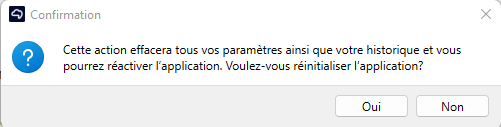 Confirmation
Cette action effacera tous vos paramètres ainsi que votre historique et vous
pourrez réactiver l'application. Voulez-vous réinitialiser l'application?
Oui
Non